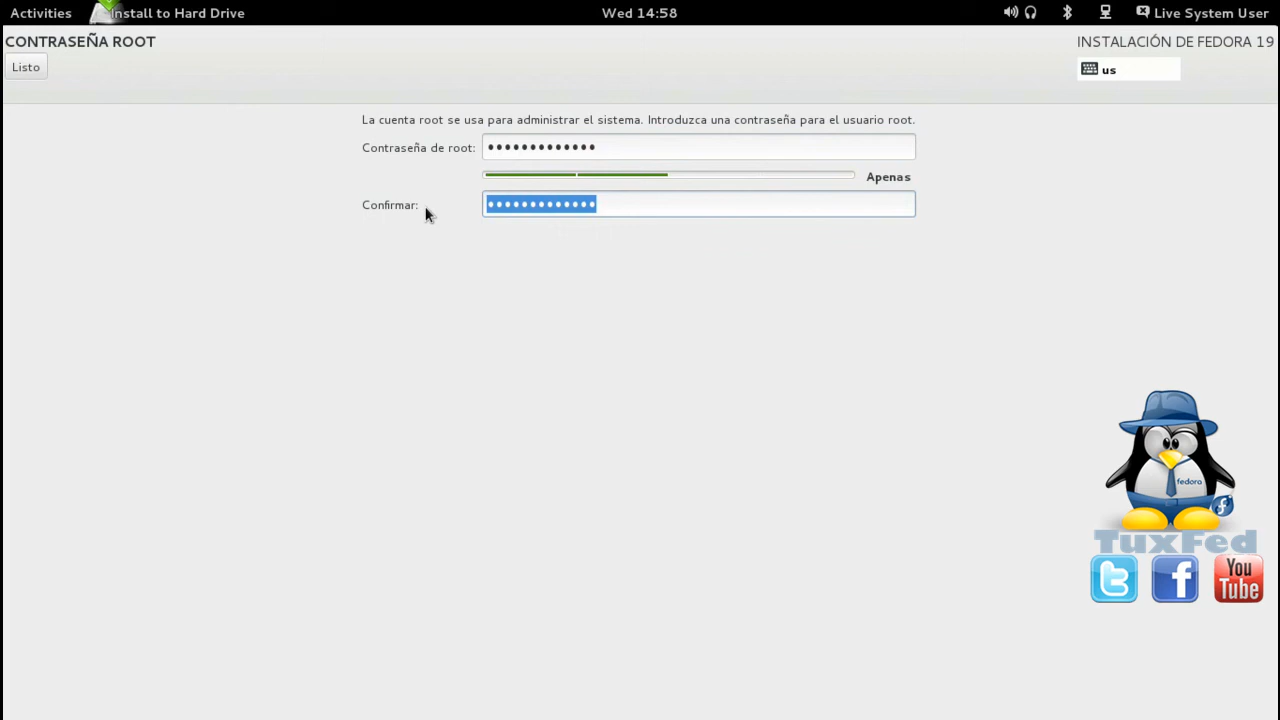 Activities Install to Hard Drive Wed 14:58 Live System User
CONTRASEÑA ROOT INSTALACIÓN DE FEDORA 19
Listo us
La cuenta root se usa para administrar el sistema. Introduzca una contraseña para el usuario root.
Contraseña de root: •••••••••••••
Apenas
Confirmar: •••••••••••••
fedora
TuxFed
You
Tube